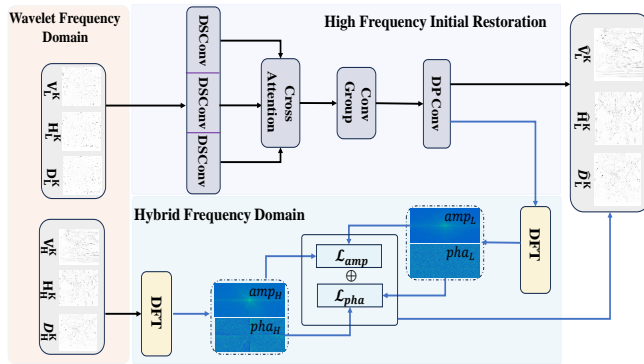 Wavelet Frequency
Domain
V_L^K
H_L^K
D_L^K
V_H^K
H_H^K
D_H^K
High Frequency Initial Restoration
DSConv
DSConv
DSConv
Cross
Attention
Conv
Group
DP Conv
V̂_L^K
Ĥ_L^K
D̂_L^K
Hybrid Frequency Domain
DFT
amp_H
pha_H
ℒ_amp
⊕
ℒ_pha
amp_L
pha_L
DFT